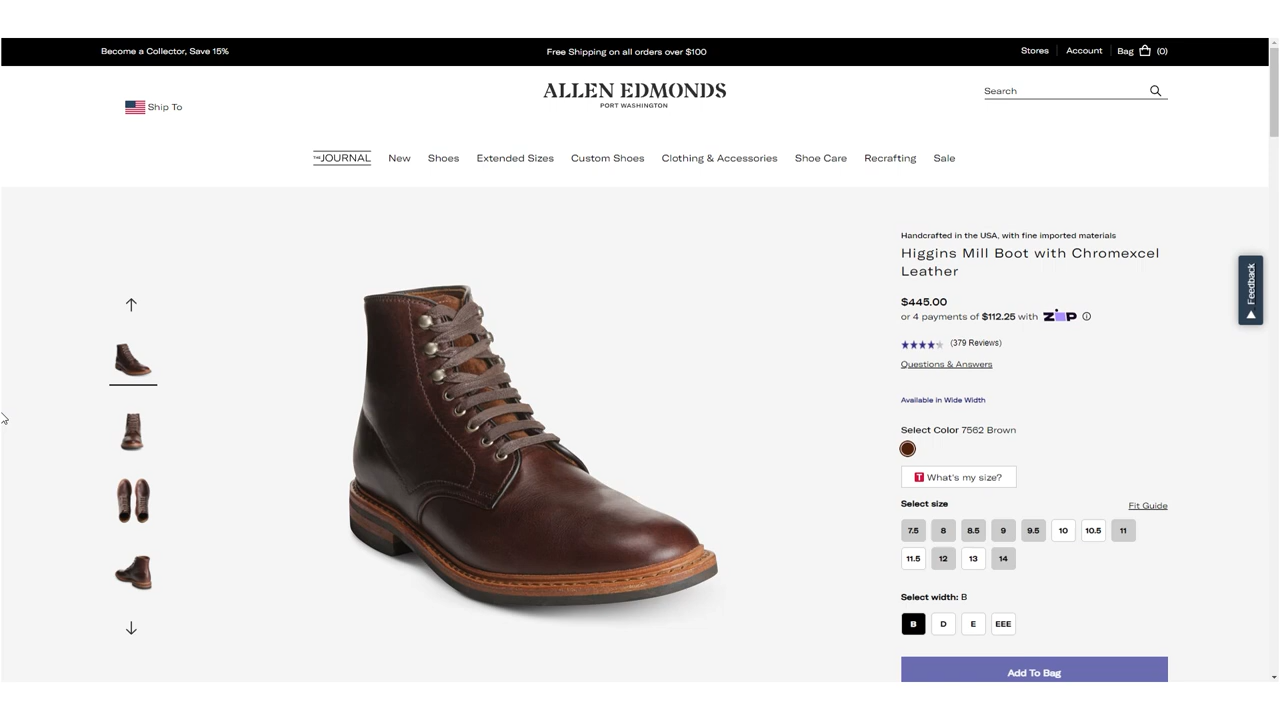 Become a Collector, Save 15%
Free Shipping on all orders over $100
Stores
Account
Bag (0)
Ship To
ALLEN EDMONDS
PORT WASHINGTON
Search
THE JOURNAL
New
Shoes
Extended Sizes
Custom Shoes
Clothing & Accessories
Shoe Care
Recrafting
Sale
Handcrafted in the USA, with fine imported materials
Higgins Mill Boot with Chromexcel
Leather
$445.00
or 4 payments of $112.25 with ZIP
(379 Reviews)
Questions & Answers
Available in Wide Width
Select Color 7562 Brown
T What's my size?
Select size
Fit Guide
7.5 8 8.5 9 9.5 10 10.5 11
11.5 12 13 14
Select width: B
B D E EEE
Add To Bag
Feedback